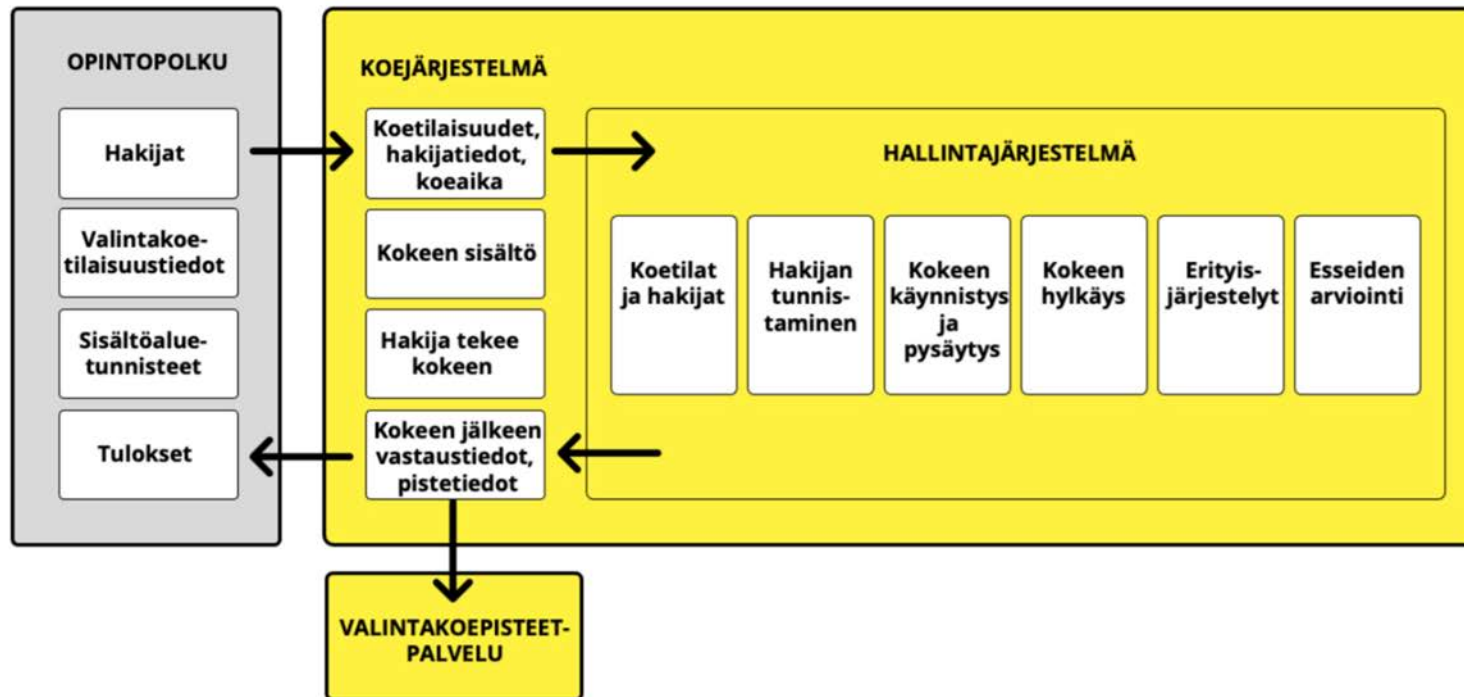 OPINTOPOLKU
Hakijat
Valintakoe-
tilaisuustiedot
Sisältöalue-
tunnisteet
Tulokset
KOEJÄRJESTELMÄ
Koetilaisuudet,
hakijatiedot,
koeaika
Kokeen sisältö
Hakija tekee
kokeen
Kokeen jälkeen
vastaustiedot,
pistetiedot
HALLINTAJÄRJESTELMÄ
Koetilat
ja hakijat
Hakijan
tunnis-
taminen
Kokeen
käynnistys
ja
pysäytys
Kokeen
hylkäys
Erityis-
järjestelyt
Esseiden
arviointi
VALINTAKOEPISTEET-
PALVELU